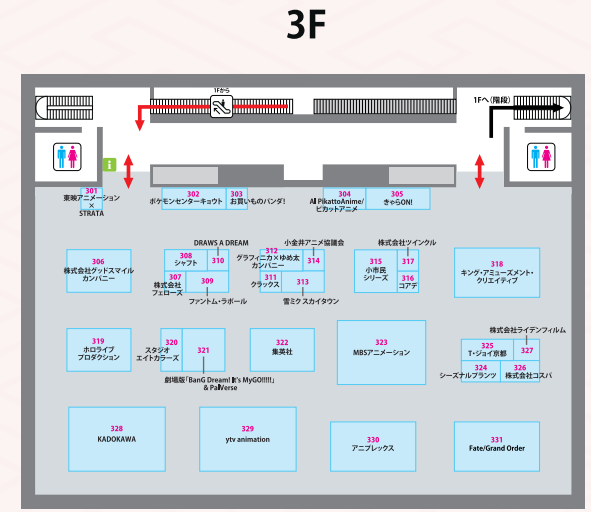 3F
1Fから
1Fへ(階段)
i
301
東映アニメーション
×
STRATA
302
ポケモンセンターキョウト
303
お買いものパンダ!
304
All PikattoAnime/
ピカットアニメ
305
きゃらON!
306
株式会社グッドスマイル
カンパニー
DRAWS A DREAM
308
シャフト
310
307
株式会社
フェローズ
309
ファントム・ラボール
小金井アニメ協議会
312
グラフィニカ×ゆめ太
カンパニー
314
311
クラックス
313
雪ミク スカイタウン
株式会社ツインクル
315
小市民
シリーズ
317
316
コアデ
318
キング・アミューズメント・
クリエイティブ
319
ホロライブ
プロダクション
320
スタジオ
エイトカラーズ
321
劇場版「BanG Dream! It's MyGO!!!!!」
& PalVerse
322
集英社
323
MBSアニメーション
株式会社ライデンフィルム
325
T・ジョイ京都
327
324
シーズナルプランツ
326
株式会社コスパ
328
KADOKAWA
329
ytv animation
330
アニプレックス
331
Fate/Grand Order